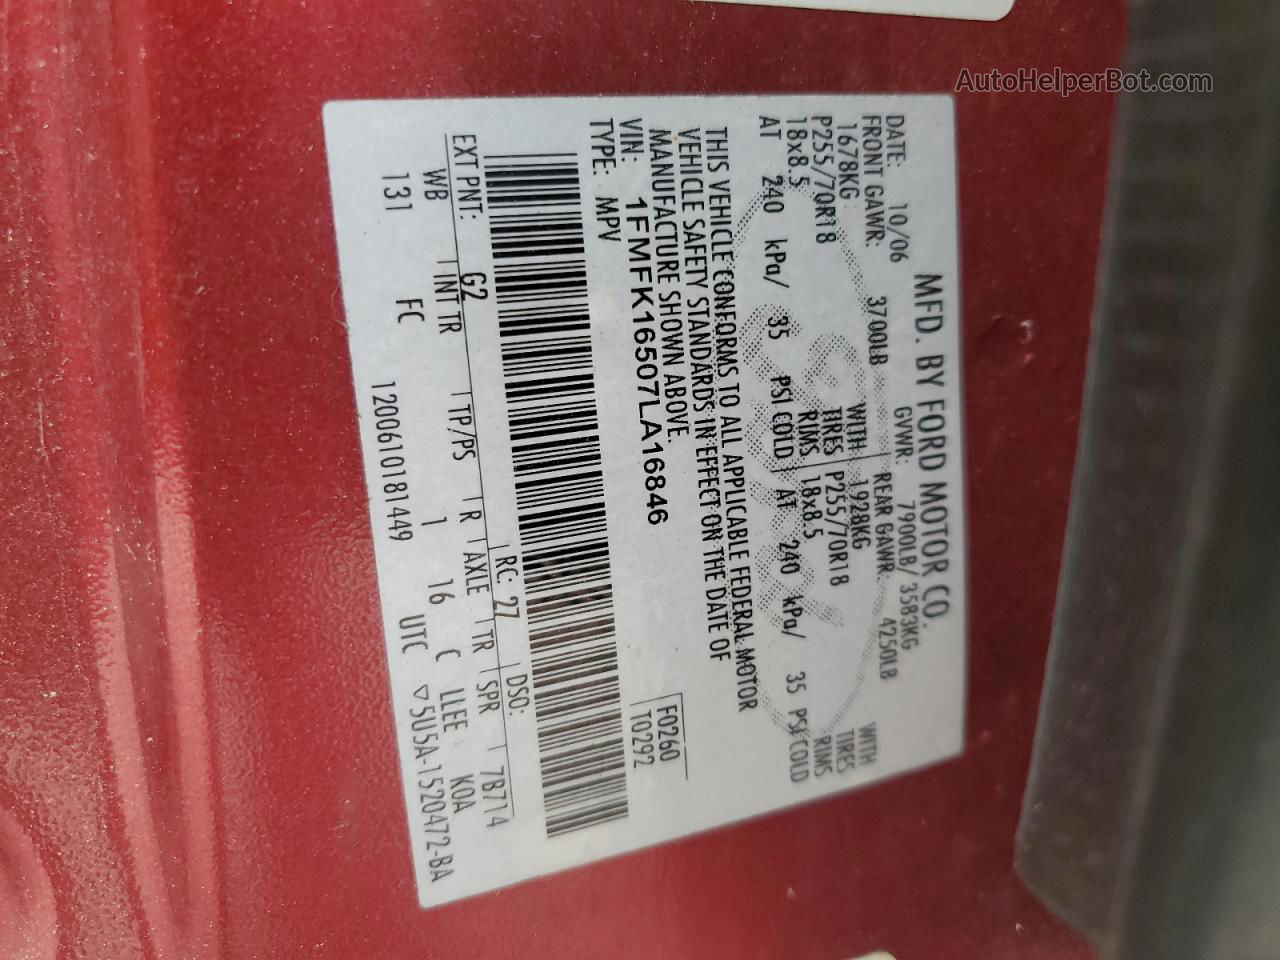 AutoHelperBot.com
MFD. BY FORD MOTOR CO.
DATE: 10/06 GVWR: 7900LB/ 3583KG
FRONT GAWR: 3700LB REAR GAWR: 4250LB
1678KG WITH 1928KG WITH
P255/70R18 TIRES P255/70R18 TIRES
18x8.5 RIMS 18x8.5 RIMS
AT 240 kPa/ 35 PSI COLD AT 240 kPa/ 35 PSI COLD
THIS VEHICLE CONFORMS TO ALL APPLICABLE FEDERAL MOTOR
VEHICLE SAFETY STANDARDS IN EFFECT ON THE DATE OF
MANUFACTURE SHOWN ABOVE.
VIN: 1FMFK16507LA16846 F0260
TYPE: MPV T0292
EXT PNT: G2 RC: 27 DSO:
WB INT TR TP/PS R AXLE TR SPR 7B714
131 FC 1 16 C LLEE KOA
1200610181449 UTC ▽5U5A-1520472-BA